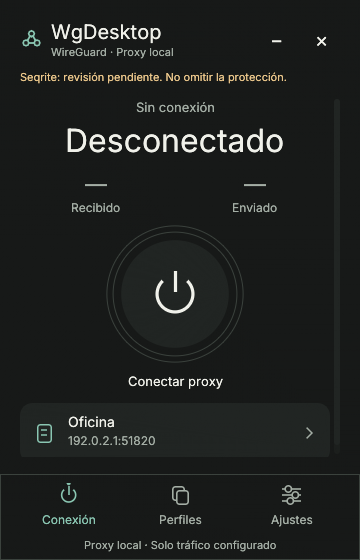 WgDesktop
WireGuard · Proxy local
Seqrite: revisión pendiente. No omitir la protección.
Sin conexión
Desconectado
— —
Recibido Enviado
Conectar proxy
Oficina
192.0.2.1:51820
Conexión Perfiles Ajustes
Proxy local · Solo tráfico configurado